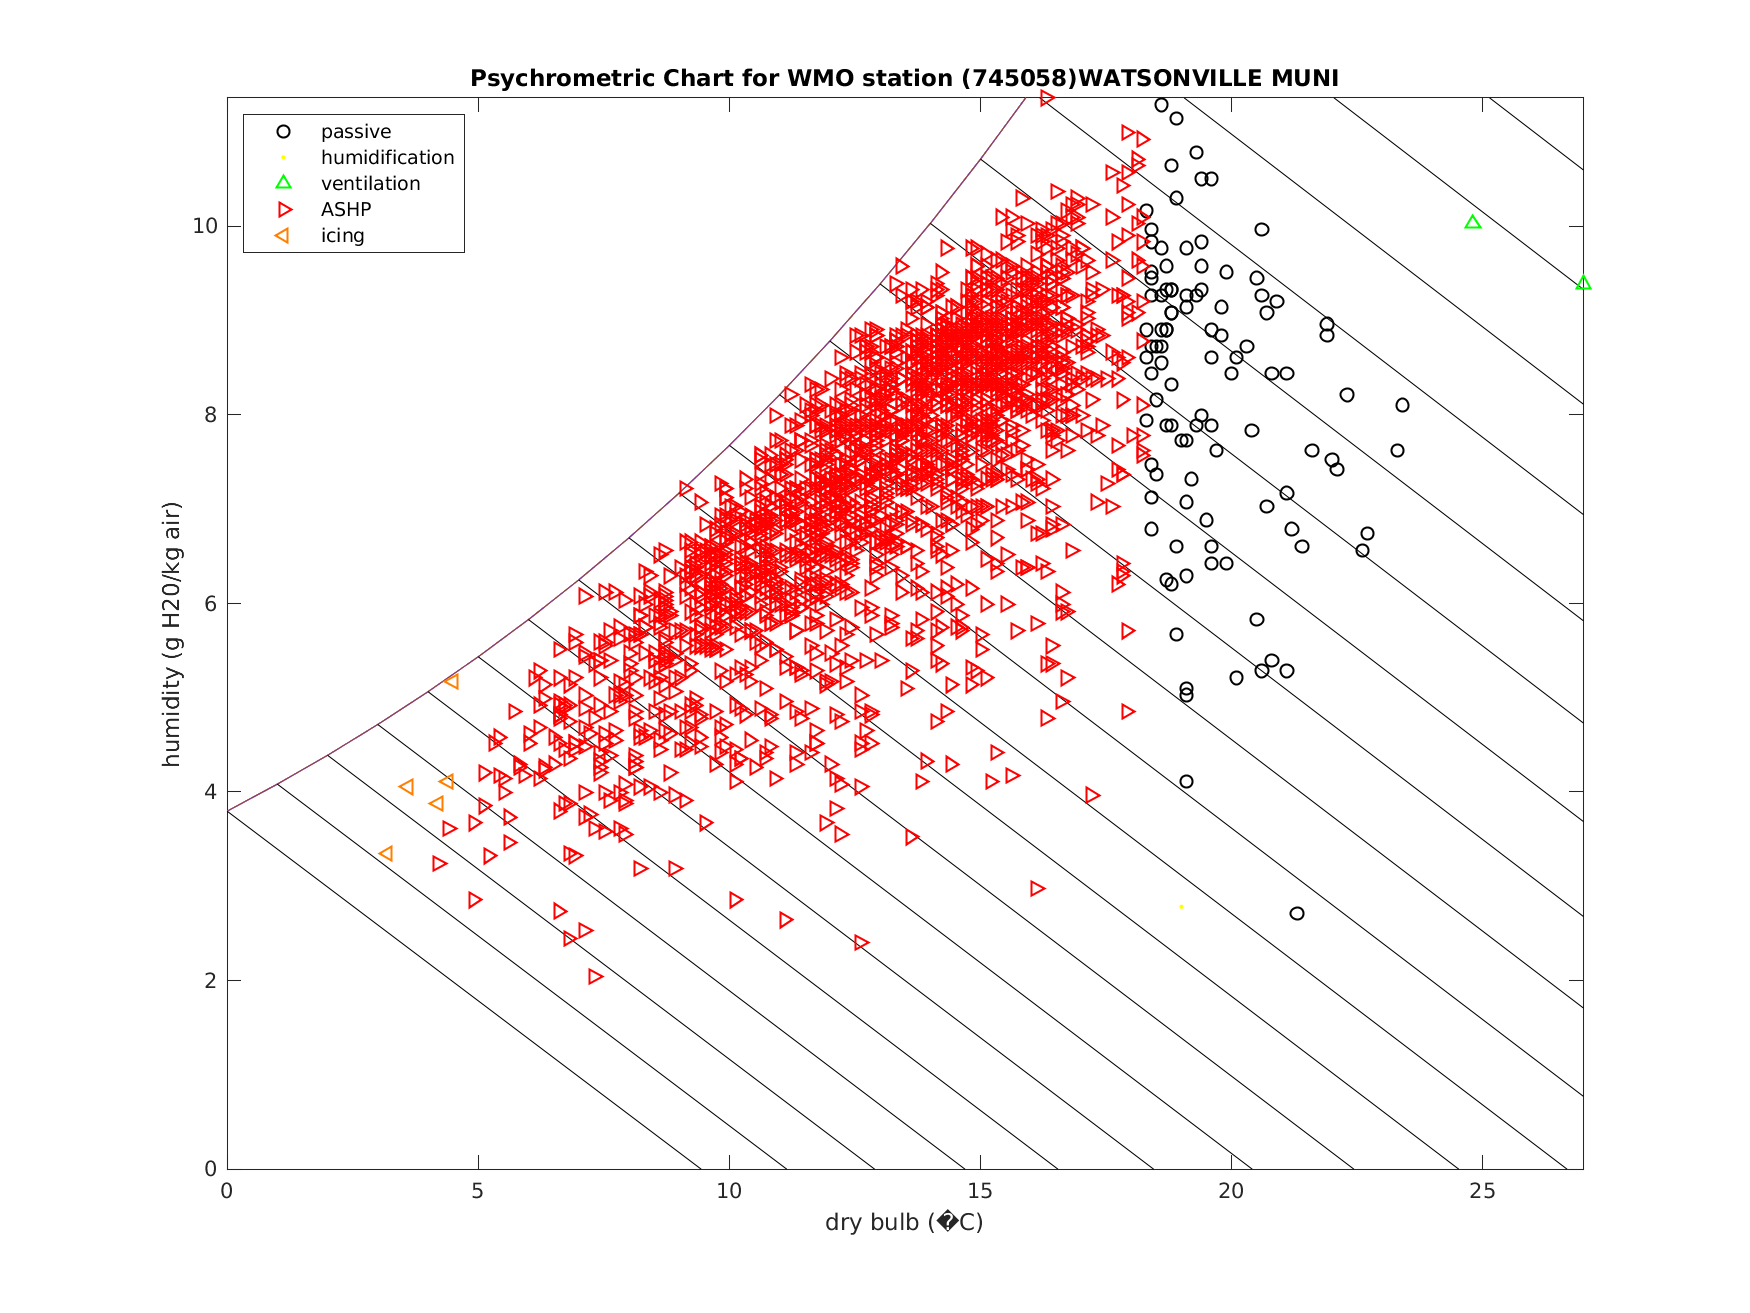 Psychrometric Chart for WMO station (745058)WATSONVILLE MUNI
passive
humidification
ventilation
ASHP
icing
humidity (g H20/kg air)
10
8
6
4
2
0
0 5 10 15 20 25
dry bulb (�C)